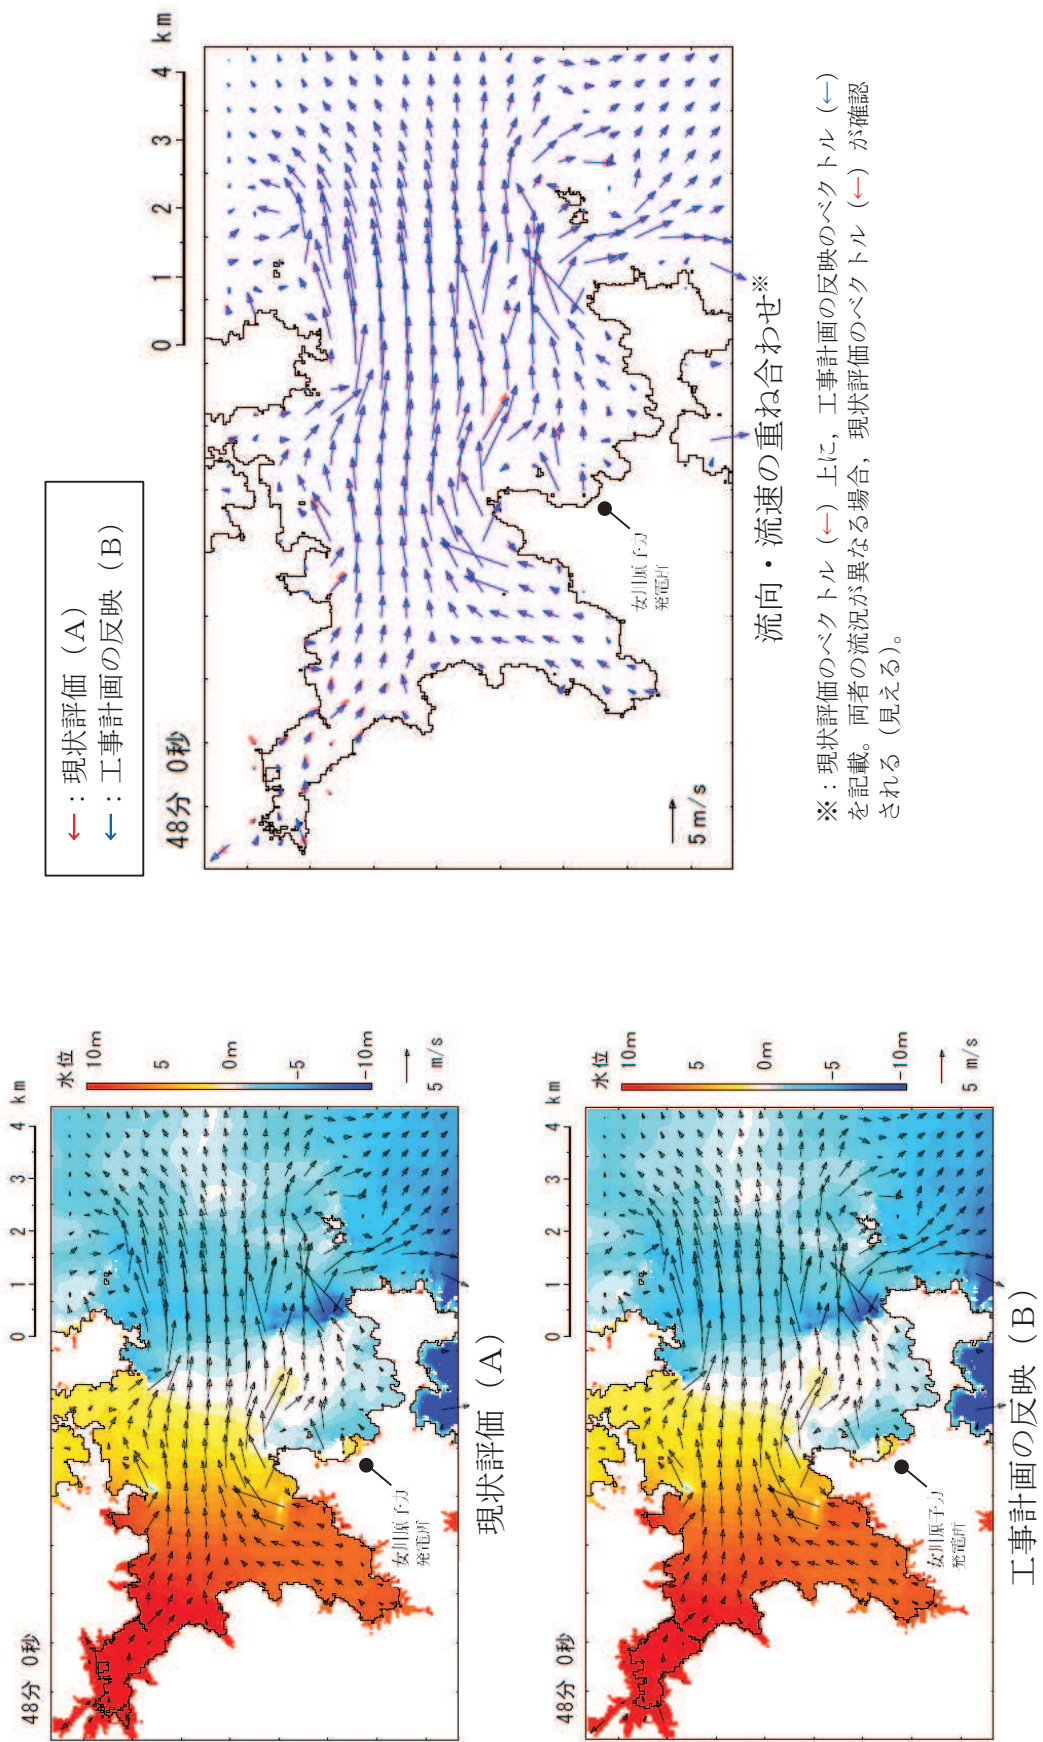 48分 0秒
0 1 2 3 4 km
水位
10m
5
0m
-5
-10m
5 m/s
女川原子力
発電所
現状評価（A）
48分 0秒
0 1 2 3 4 km
水位
10m
5
0m
-5
-10m
5 m/s
女川原子力
発電所
工事計画の反映（B）
←：現状評価（A）
←：工事計画の反映（B）
48分 0秒
0 1 2 3 4 km
5 m/s
女川原子力
発電所
流向・流速の重ね合わせ※
※：現状評価のベクトル（←）上に，工事計画の反映のベクトル（←）
を記載。両者の流況が異なる場合，現状評価のベクトル（←）が確認
される（見える）。